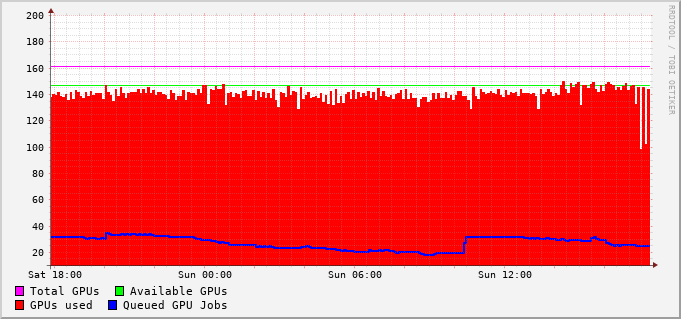 200
180
160
140
120
100
80
60
40
20
Sat 18:00 Sun 00:00 Sun 06:00 Sun 12:00
Total GPUs Available GPUs
GPUs used Queued GPU Jobs
RRDTOOL / TOBI OETIKER